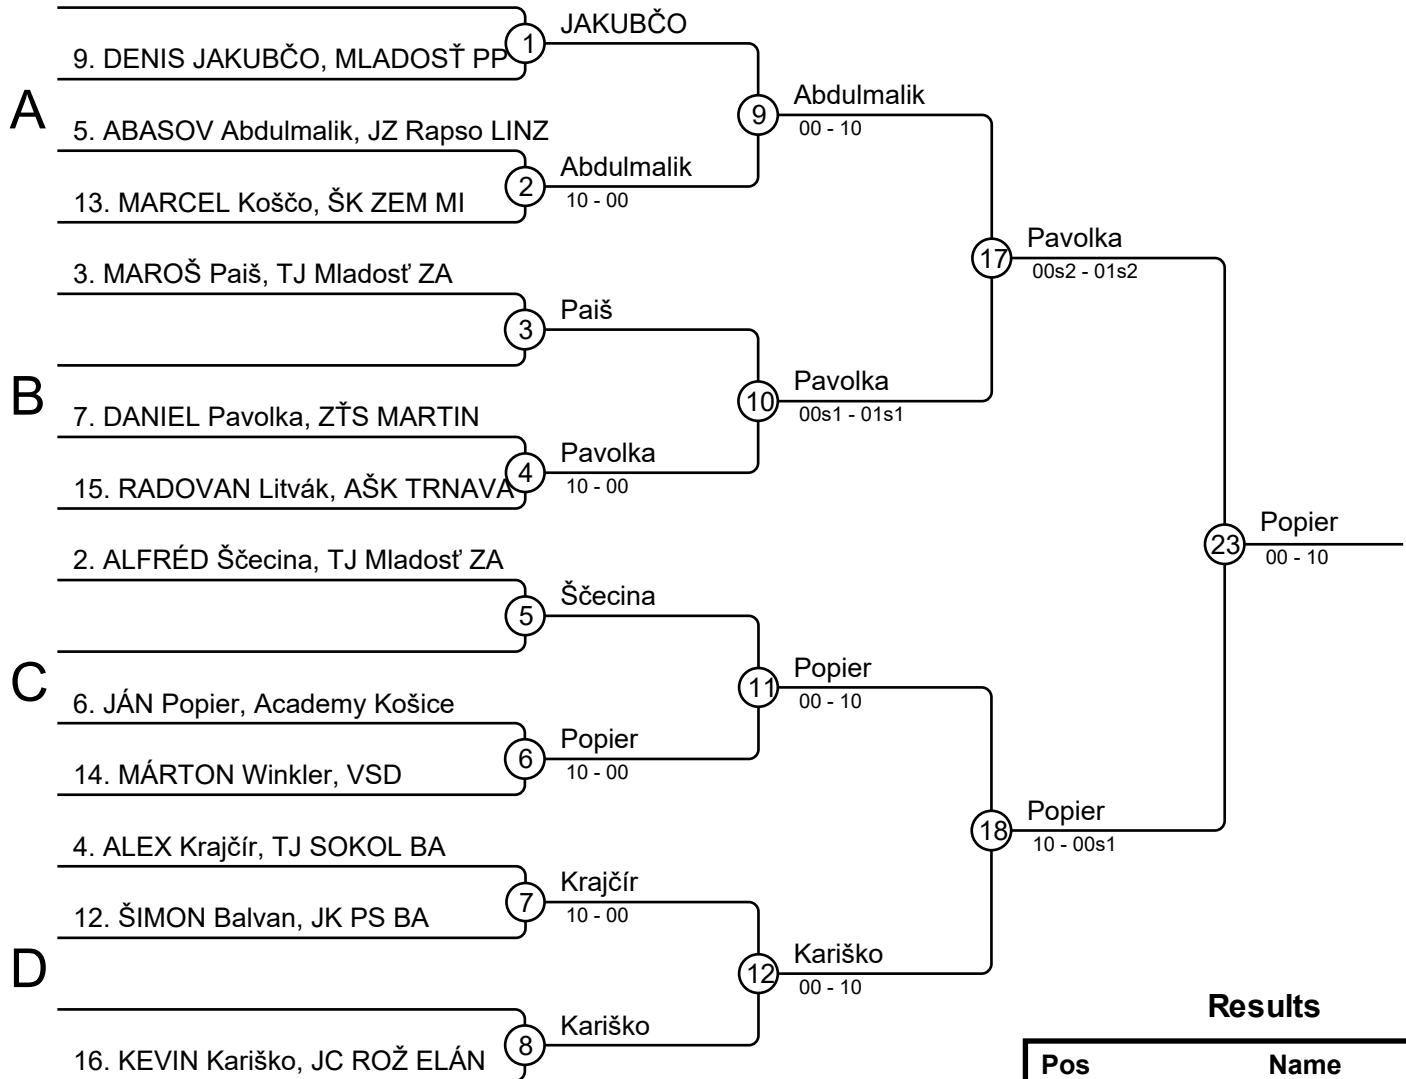 JAKUBČO
1
9. DENIS JAKUBČO, MLADOSŤ PP
A
Abdulmalik
9
00 - 10
5. ABASOV Abdulmalik, JZ Rapso LINZ
Abdulmalik
2
10 - 00
13. MARCEL Koščo, ŠK ZEM MI
Pavolka
17
00s2 - 01s2
3. MAROŠ Paiš, TJ Mladosť ZA
Paiš
3
B
Pavolka
10
00s1 - 01s1
7. DANIEL Pavolka, ZŤS MARTIN
Pavolka
4
10 - 00
15. RADOVAN Litvák, AŠK TRNAVA
Popier
23
00 - 10
2. ALFRÉD Ščecina, TJ Mladosť ZA
Ščecina
5
C
Popier
11
00 - 10
6. JÁN Popier, Academy Košice
Popier
6
10 - 00
14. MÁRTON Winkler, VSD
Popier
18
10 - 00s1
4. ALEX Krajčír, TJ SOKOL BA
Krajčír
7
10 - 00
12. ŠIMON Balvan, JK PS BA
D
Kariško
12
00 - 10
Kariško
8
16. KEVIN Kariško, JC ROŽ ELÁN
Results
Pos Name